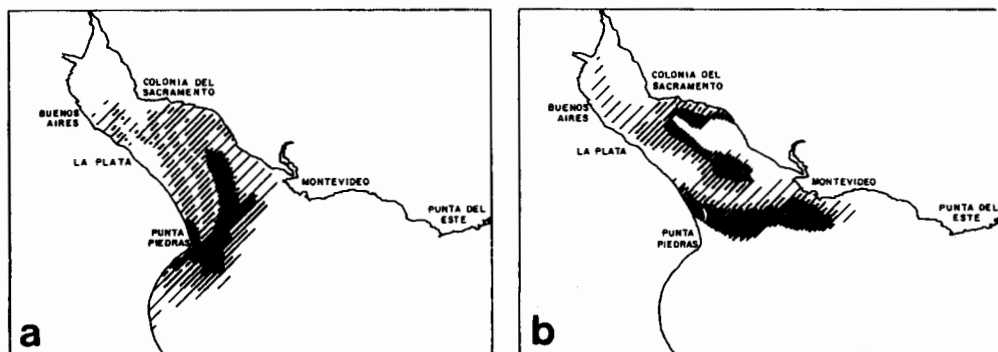 COLONIA DEL
SACRAMENTO
BUENOS
AIRES
LA PLATA
MONTEVIDEO
PUNTA DEL
ESTE
PUNTA
PIEDRAS
a
COLONIA DEL
SACRAMENTO
BUENOS
AIRES
LA PLATA
MONTEVIDEO
PUNTA DEL
ESTE
PUNTA
PIEDRAS
b